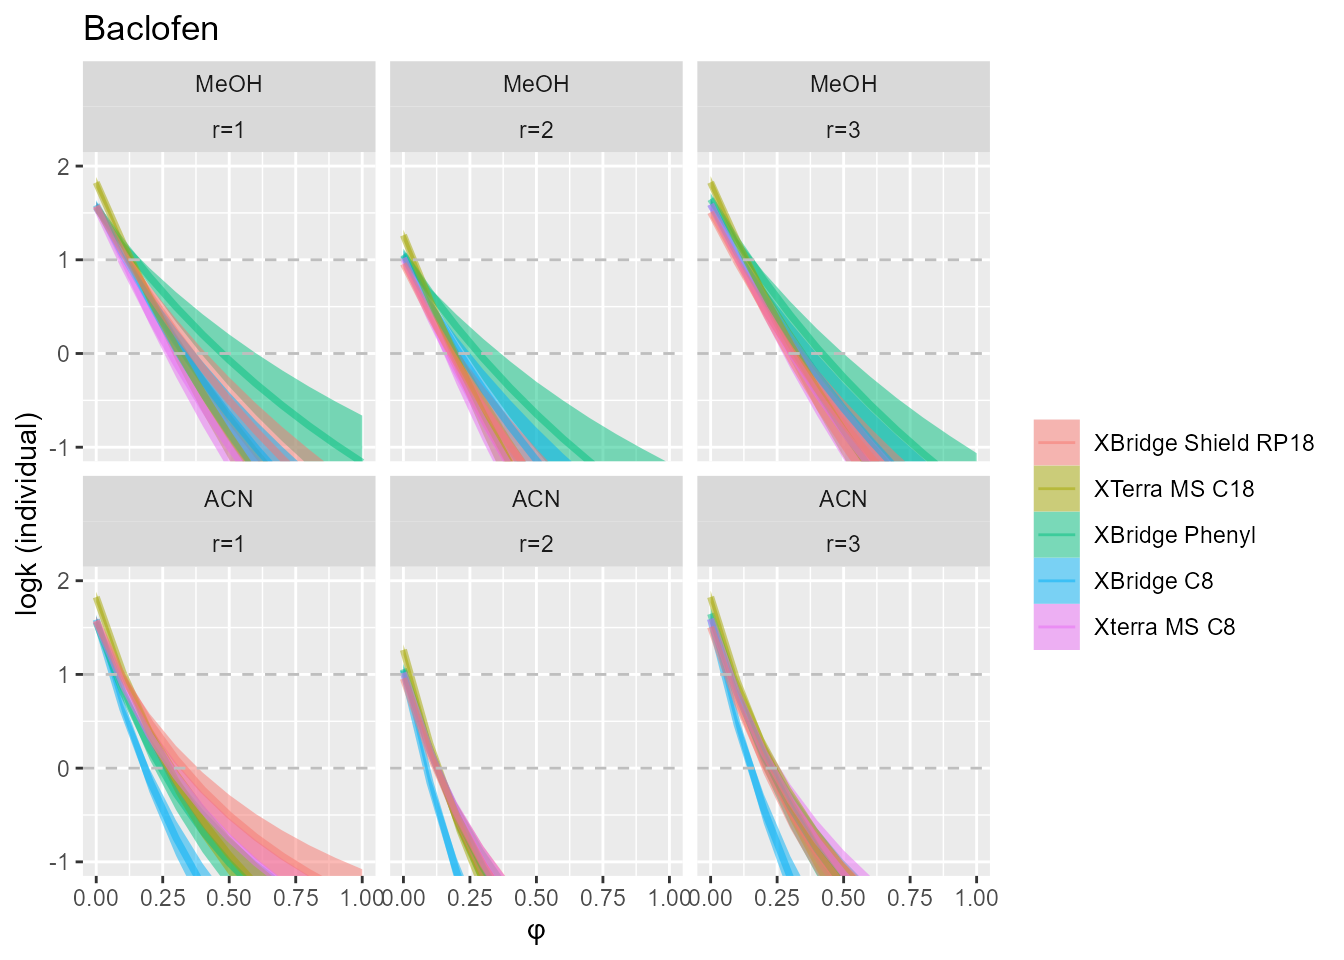 Baclofen
MeOH MeOH MeOH
r=1 r=2 r=3
2
1
0
-1
ACN ACN ACN
r=1 r=2 r=3
2
1
0
-1
0.00 0.25 0.50 0.75 1.00 0.00 0.25 0.50 0.75 1.00 0.00 0.25 0.50 0.75 1.00
φ
logk (individual)
XBridge Shield RP18
XTerra MS C18
XBridge Phenyl
XBridge C8
Xterra MS C8